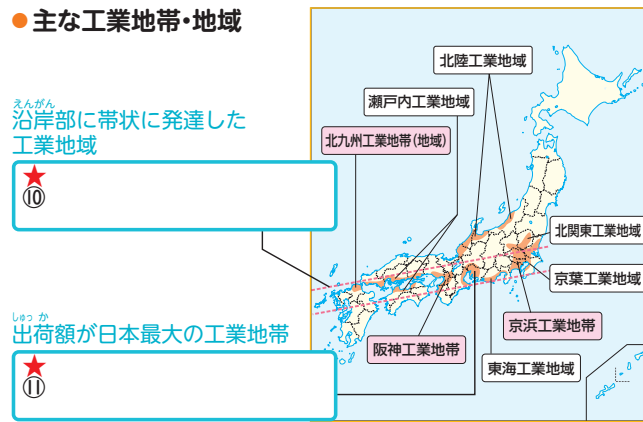 ●主な工業地帯・地域
えんがん
沿岸部に帯状に発達した
工業地域
★
⑩
しゅっか
出荷額が日本最大の工業地帯
★
⑪
北陸工業地域
瀬戸内工業地域
北九州工業地帯(地域)
北関東工業地域
京葉工業地域
京浜工業地帯
阪神工業地帯
東海工業地域